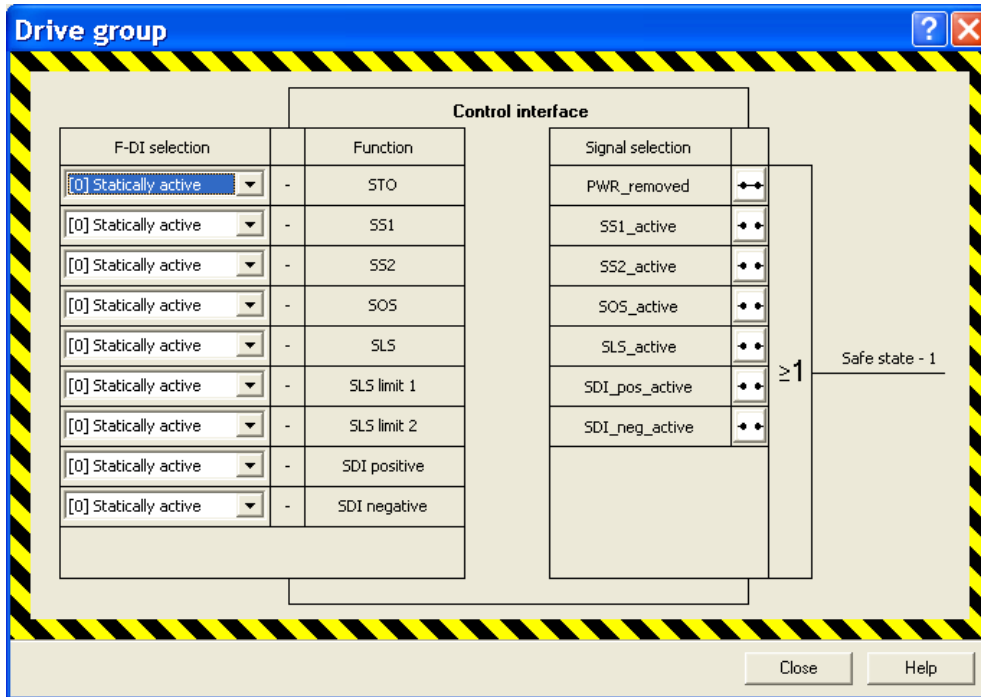 Drive group
Control interface
F-DI selection Function Signal selection
[0] Statically active - STO PWR_removed
[0] Statically active - SS1 SS1_active
[0] Statically active - SS2 SS2_active
[0] Statically active - SOS SOS_active
[0] Statically active - SLS SLS_active
Safe state - 1
≥1
[0] Statically active - SLS limit 1 SDI_pos_active
[0] Statically active - SLS limit 2 SDI_neg_active
[0] Statically active - SDI positive
[0] Statically active - SDI negative
Close Help